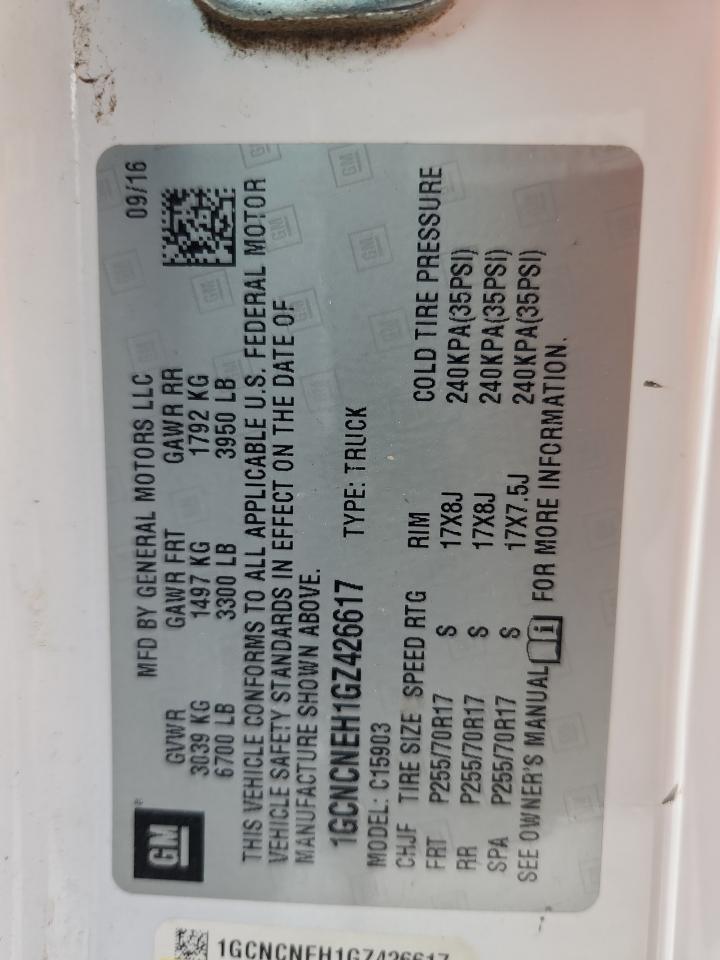 GM
MFD BY GENERAL MOTORS LLC 09/16
GVWR GAWR FRT GAWR RR
3039 KG 1497 KG 1792 KG
6700 LB 3300 LB 3950 LB
THIS VEHICLE CONFORMS TO ALL APPLICABLE U.S. FEDERAL MOTOR
VEHICLE SAFETY STANDARDS IN EFFECT ON THE DATE OF
MANUFACTURE SHOWN ABOVE.
1GCNCNEH1GZ426617 TYPE: TRUCK
MODEL: C15903
CHJF TIRE SIZE SPEED RTG RIM COLD TIRE PRESSURE
FRT P255/70R17 S 17X8J 240KPA(35PSI)
RR P255/70R17 S 17X8J 240KPA(35PSI)
SPA P255/70R17 S 17X7.5J 240KPA(35PSI)
SEE OWNER'S MANUAL i FOR MORE INFORMATION.
1GCNCNEH1GZ426617